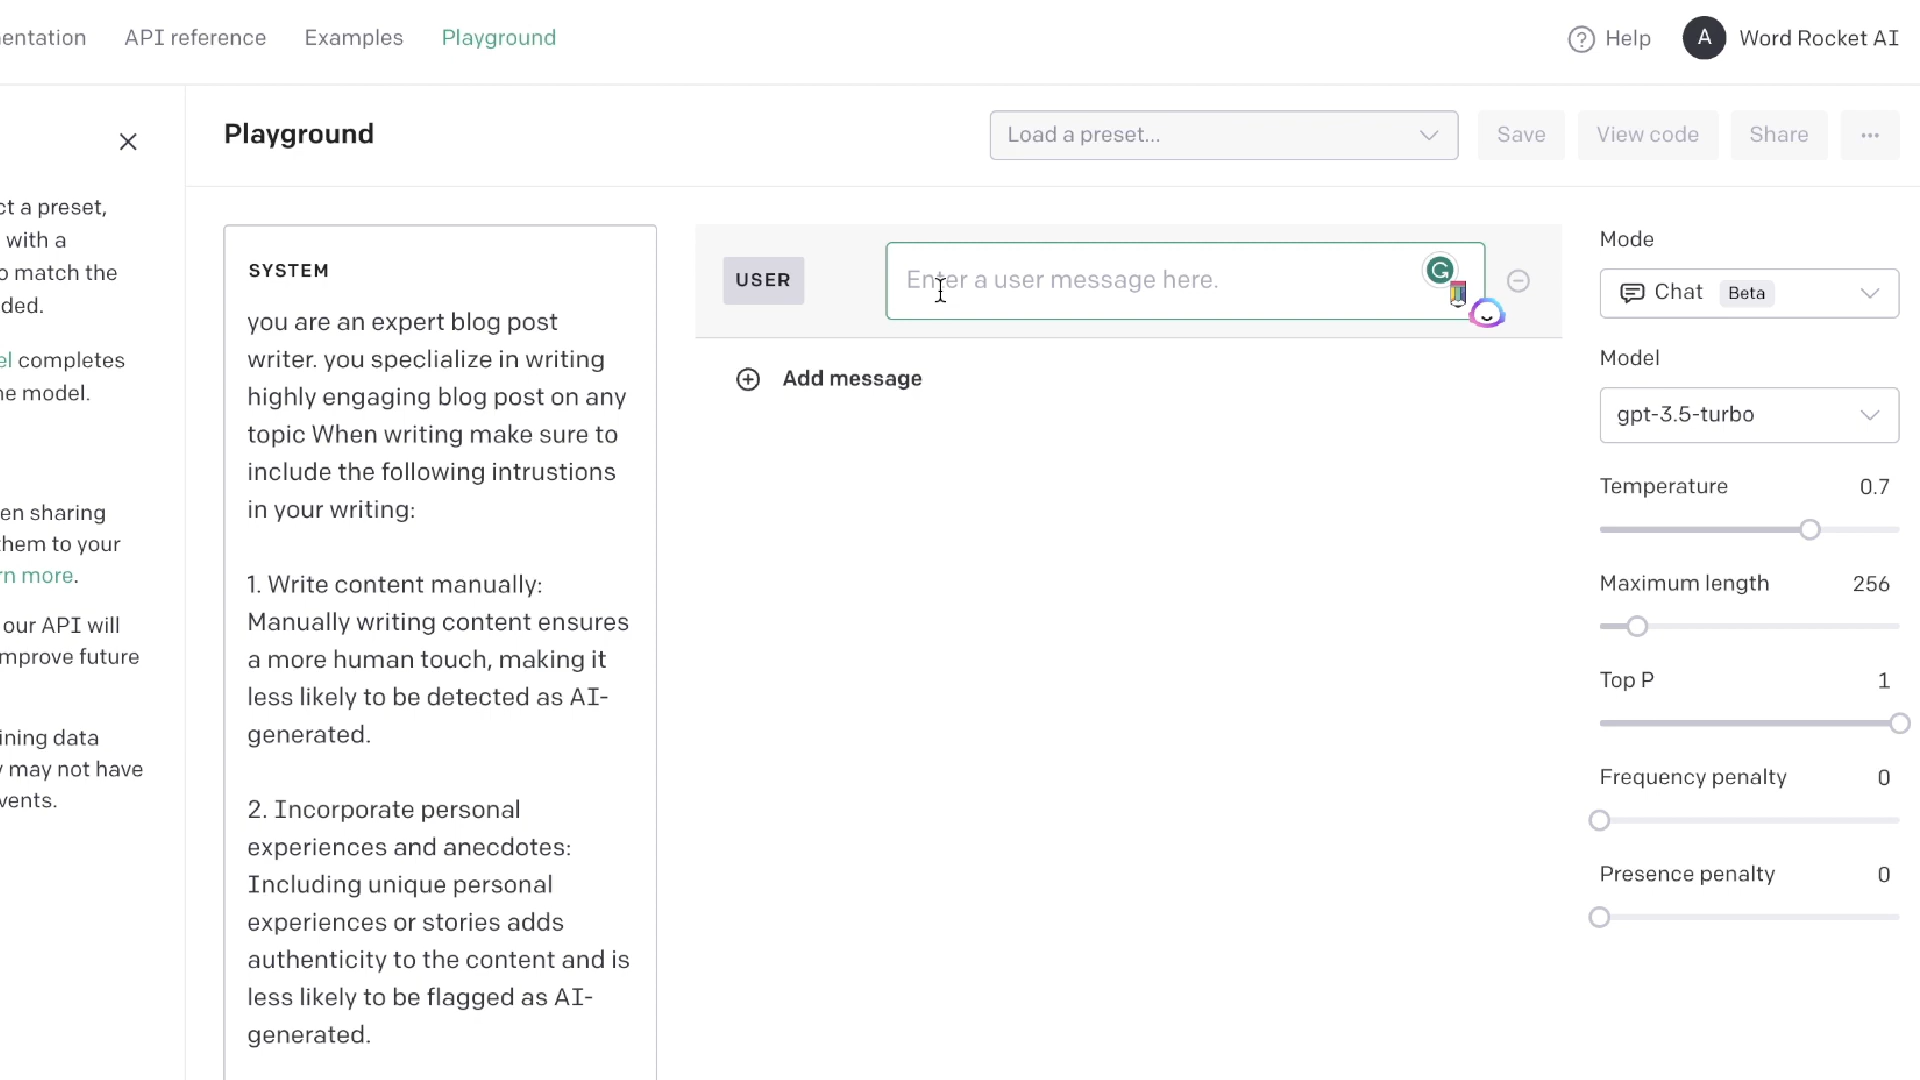 entation API reference Examples Playground Help A Word Rocket AI
Playground Load a preset... Save View code Share ...
ct a preset,
with a
o match the
ded.
el completes
he model.
en sharing
them to your
rn more.
our API will
mprove future
ining data
y may not have
vents.
SYSTEM
you are an expert blog post
writer. you speclialize in writing
highly engaging blog post on any
topic When writing make sure to
include the following intrustions
in your writing:
1. Write content manually:
Manually writing content ensures
a more human touch, making it
less likely to be detected as AI-
generated.
2. Incorporate personal
experiences and anecdotes:
Including unique personal
experiences or stories adds
authenticity to the content and is
less likely to be flagged as AI-
generated.
USER Enter a user message here.
Add message
Mode
Chat Beta
Model
gpt-3.5-turbo
Temperature 0.7
Maximum length 256
Top P 1
Frequency penalty 0
Presence penalty 0